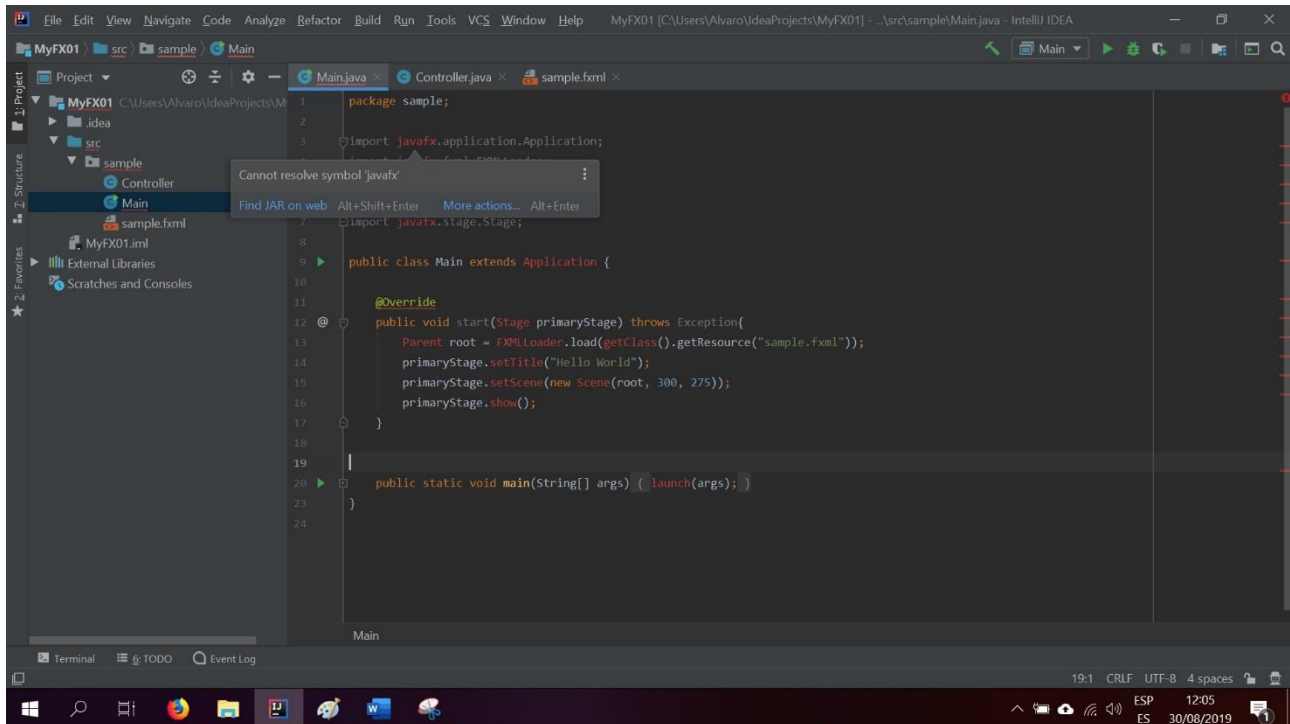 File Edit View Navigate Code Analyze Refactor Build Run Tools VCS Window Help MyFX01 [C:\Users\Alvaro\IdeaProjects\MyFX01] - ...\src\sample\Main.java - IntelliJ IDEA
MyFX01 src sample Main
Main
1: Project
Z: Structure
2: Favorites
Project
MyFX01 C:\Users\Alvaro\IdeaProjects\M
.idea
src
sample
Controller
Main
sample.fxml
MyFX01.iml
External Libraries
Scratches and Consoles
Main.java Controller.java sample.fxml
1 package sample;
2
3 import javafx.application.Application;
Cannot resolve symbol 'javafx'
Find JAR on web Alt+Shift+Enter More actions... Alt+Enter
7 import javafx.stage.Stage;
8
9 public class Main extends Application {
10
11 @Override
12 @ public void start(Stage primaryStage) throws Exception{
13 Parent root = FXMLLoader.load(getClass().getResource("sample.fxml"));
14 primaryStage.setTitle("Hello World");
15 primaryStage.setScene(new Scene(root, 300, 275));
16 primaryStage.show();
17 }
18
19
20 public static void main(String[] args) { launch(args); }
23 }
24
Main
Terminal 6: TODO Event Log
19:1 CRLF UTF-8 4 spaces
ESP 12:05
ES 30/08/2019